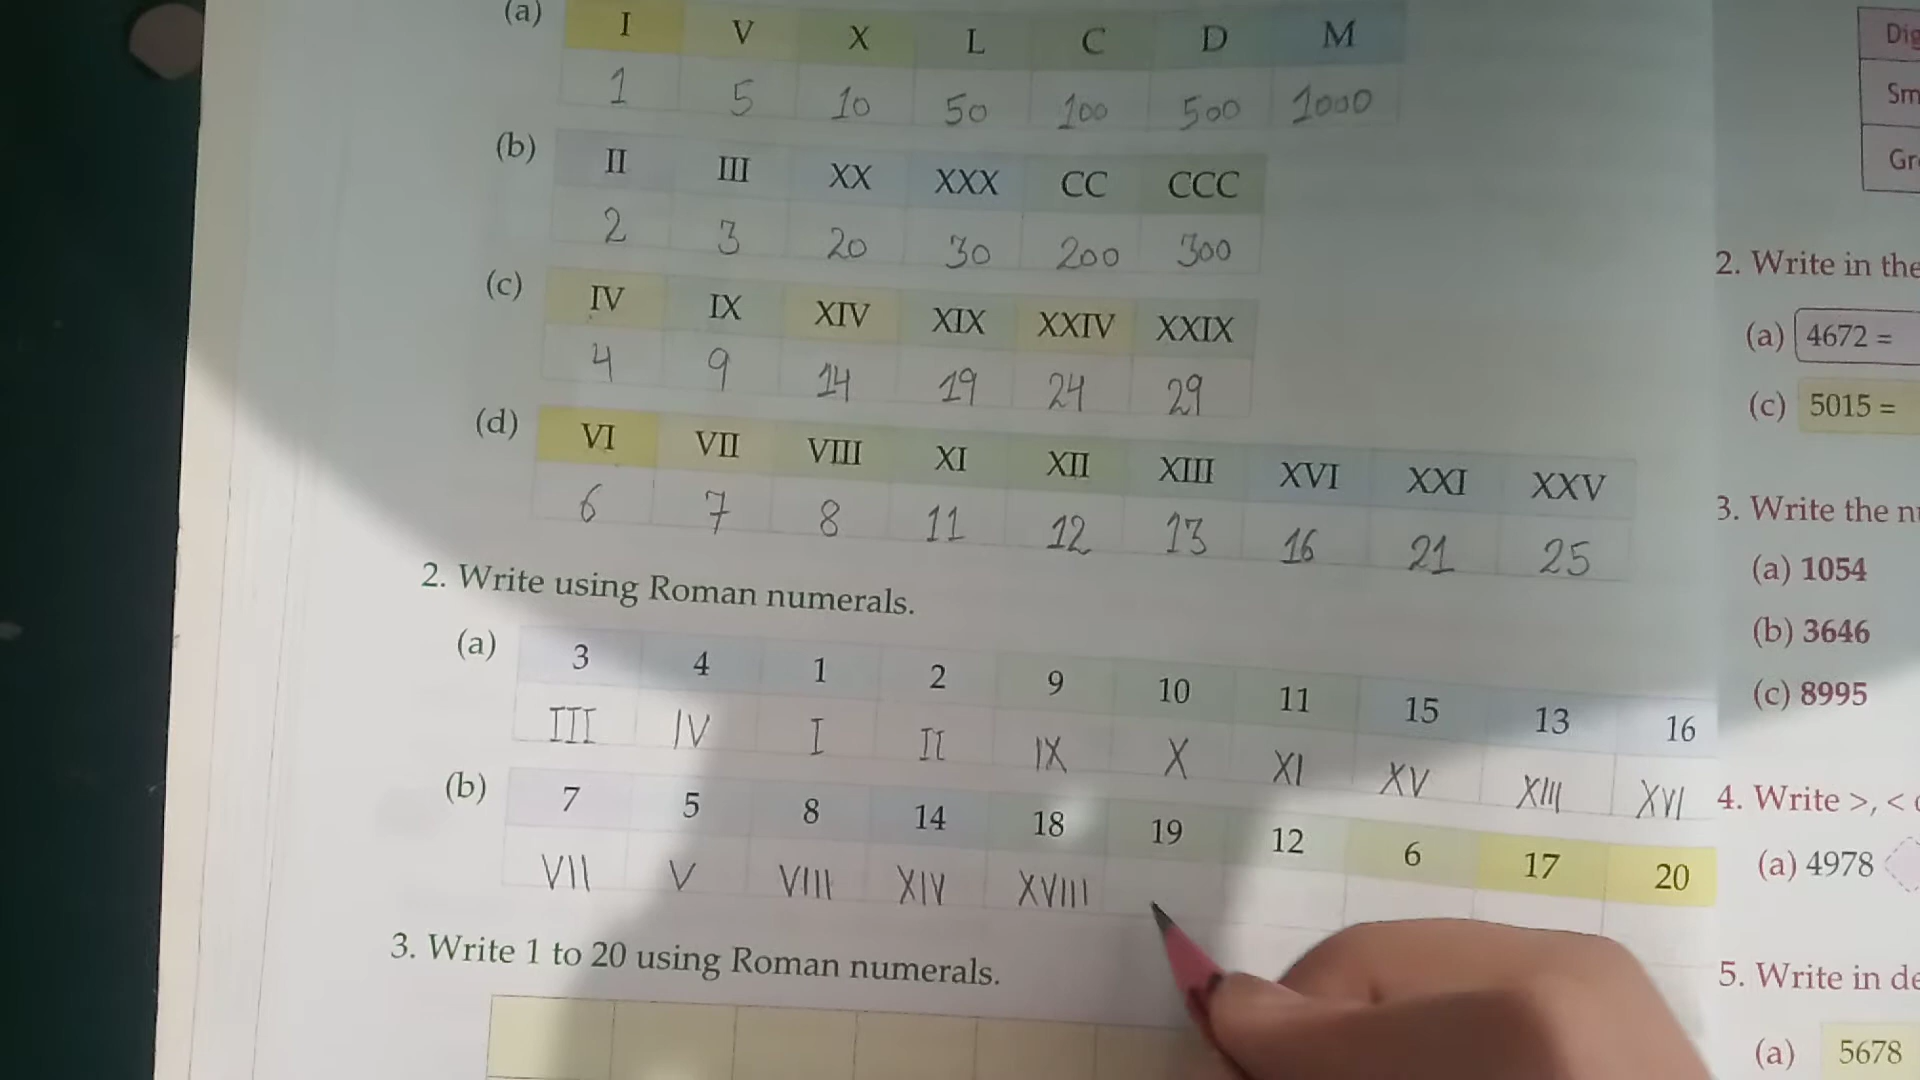 (a) I V X L C D M
1 5 10 50 100 500 1000
(b) II III XX XXX CC CCC
2 3 20 30 200 300
(c) IV IX XIV XIX XXIV XXIX
4 9 14 19 24 29
(d) VI VII VIII XI XII XIII XVI XXI XXV
6 7 8 11 12 13 16 21 25
2. Write using Roman numerals.
(a) 3 4 1 2 9 10 11 15 13 16
III IV I II IX X XI XV XIII XVI
(b) 7 5 8 14 18 19 12 6 17 20
VII V VIII XIV XVIII
3. Write 1 to 20 using Roman numerals.
2. Write in the
(a) 4672 =
(c) 5015 =
3. Write the
(a) 1054
(b) 3646
(c) 8995
4. Write >, <
(a) 4978
5. Write in
(a) 5678